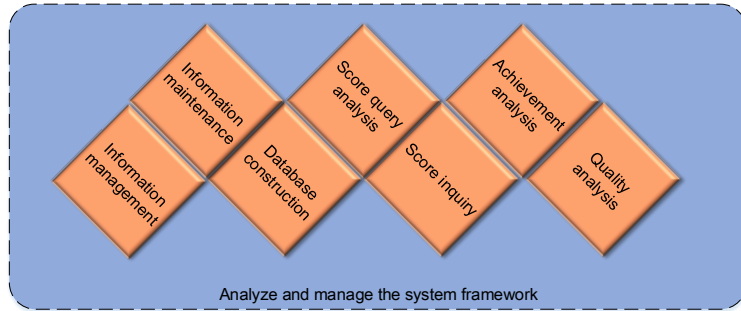 Information
maintenance
Score query
analysis
Achievement
analysis
Information
management
Database
construction
Score inquiry
Quality
analysis
Analyze and manage the system framework